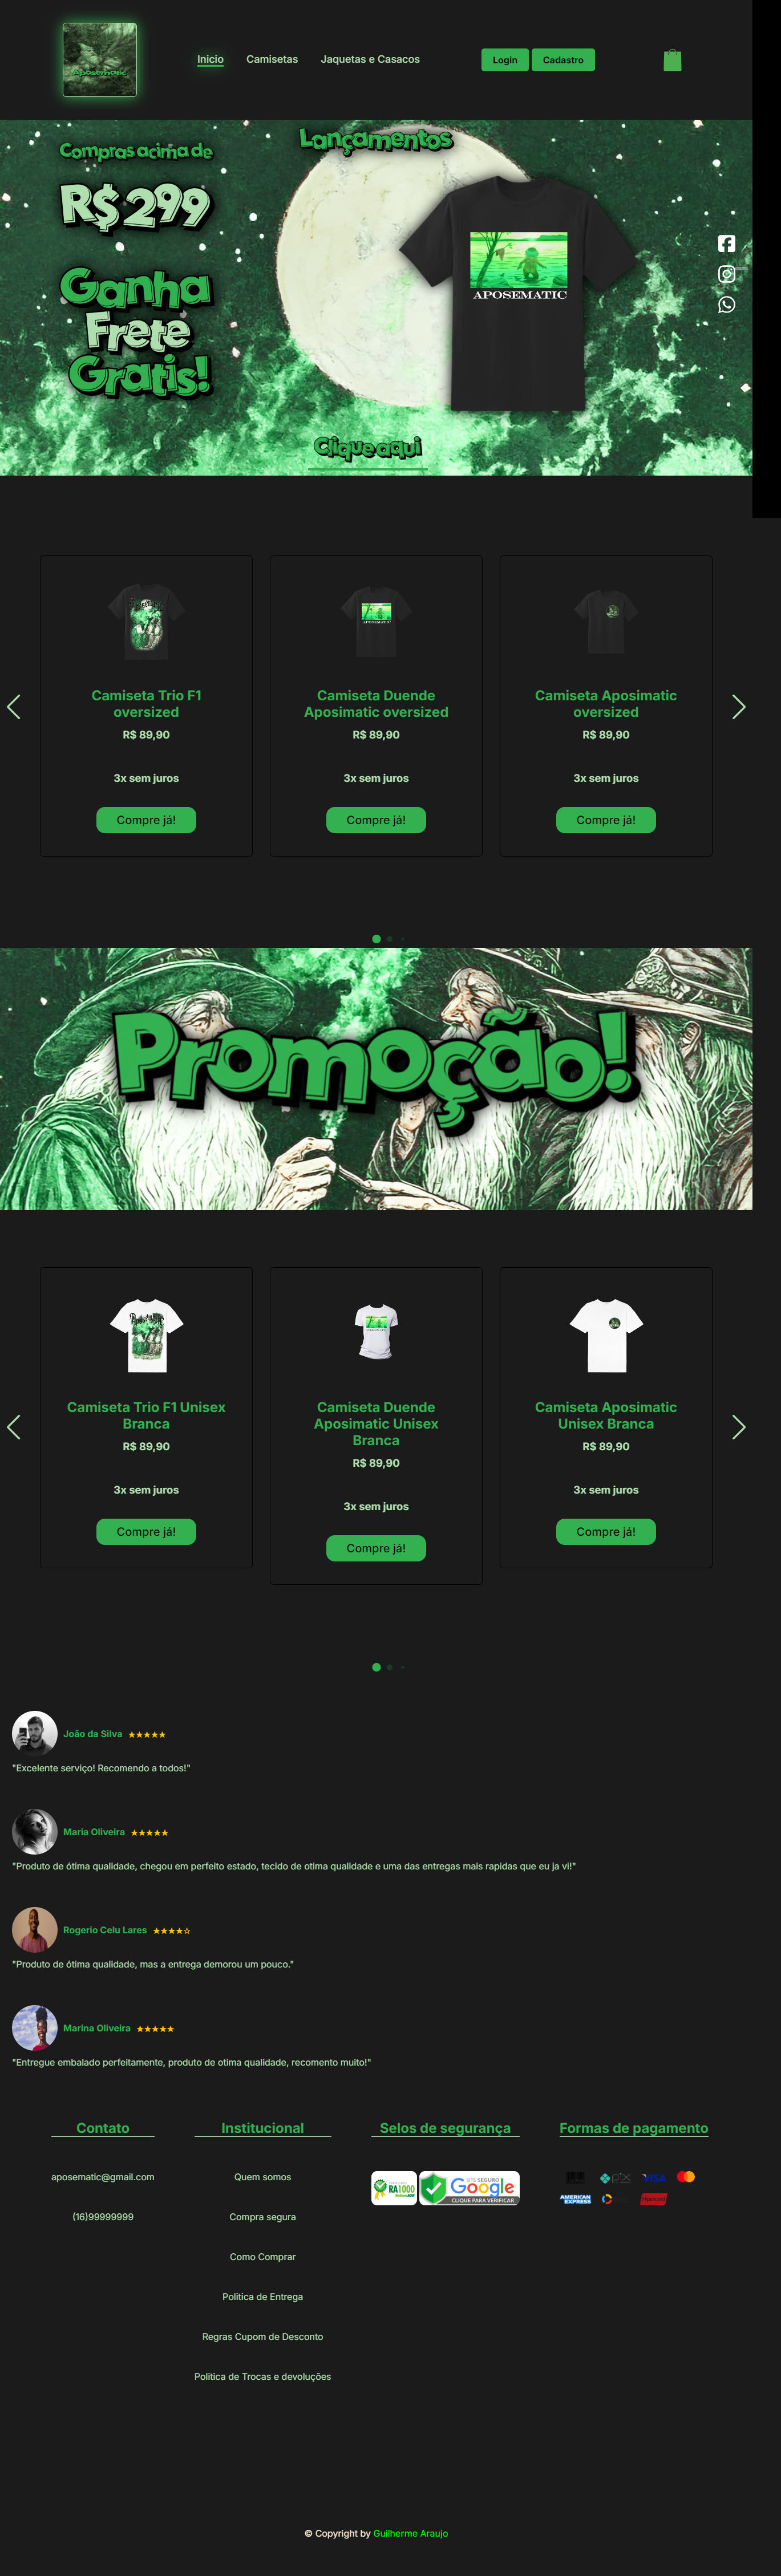 Aposematic
Inicio
Camisetas
Jaquetas e Casacos
Login
Cadastro
Compras acima de
R$ 299
Ganha
Frete
Gratis!
Lançamentos
APOSEMATIC
Clique aqui
Camiseta Trio F1
oversized
R$ 89,90
3x sem juros
Compre já!
APOSEMATIC
Camiseta Duende
Aposimatic oversized
R$ 89,90
3x sem juros
Compre já!
Camiseta Aposimatic
oversized
R$ 89,90
3x sem juros
Compre já!
Promoção!
Camiseta Trio F1 Unisex
Branca
R$ 89,90
3x sem juros
Compre já!
Camiseta Duende
Aposimatic Unisex
Branca
R$ 89,90
3x sem juros
Compre já!
Camiseta Aposimatic
Unisex Branca
R$ 89,90
3x sem juros
Compre já!
João da Silva ★★★★★
"Excelente serviço! Recomendo a todos!"
Maria Oliveira ★★★★★
"Produto de ótima qualidade, chegou em perfeito estado, tecido de otima qualidade e uma das entregas mais rapidas que eu ja vi!"
Rogerio Celu Lares ★★★★☆
"Produto de ótima qualidade, mas a entrega demorou um pouco."
Marina Oliveira ★★★★★
"Entregue embalado perfeitamente, produto de otima qualidade, recomento muito!"
Contato
aposematic@gmail.com
(16)99999999
Institucional
Quem somos
Compra segura
Como Comprar
Politica de Entrega
Regras Cupom de Desconto
Politica de Trocas e devoluções
Selos de segurança
RA1000
SITE SEGURO
Google
CLIQUE PARA VERIFICAR
Formas de pagamento
pix
VISA
AMERICAN
EXPRESS
Hipercard
© Copyright by Guilherme Araujo